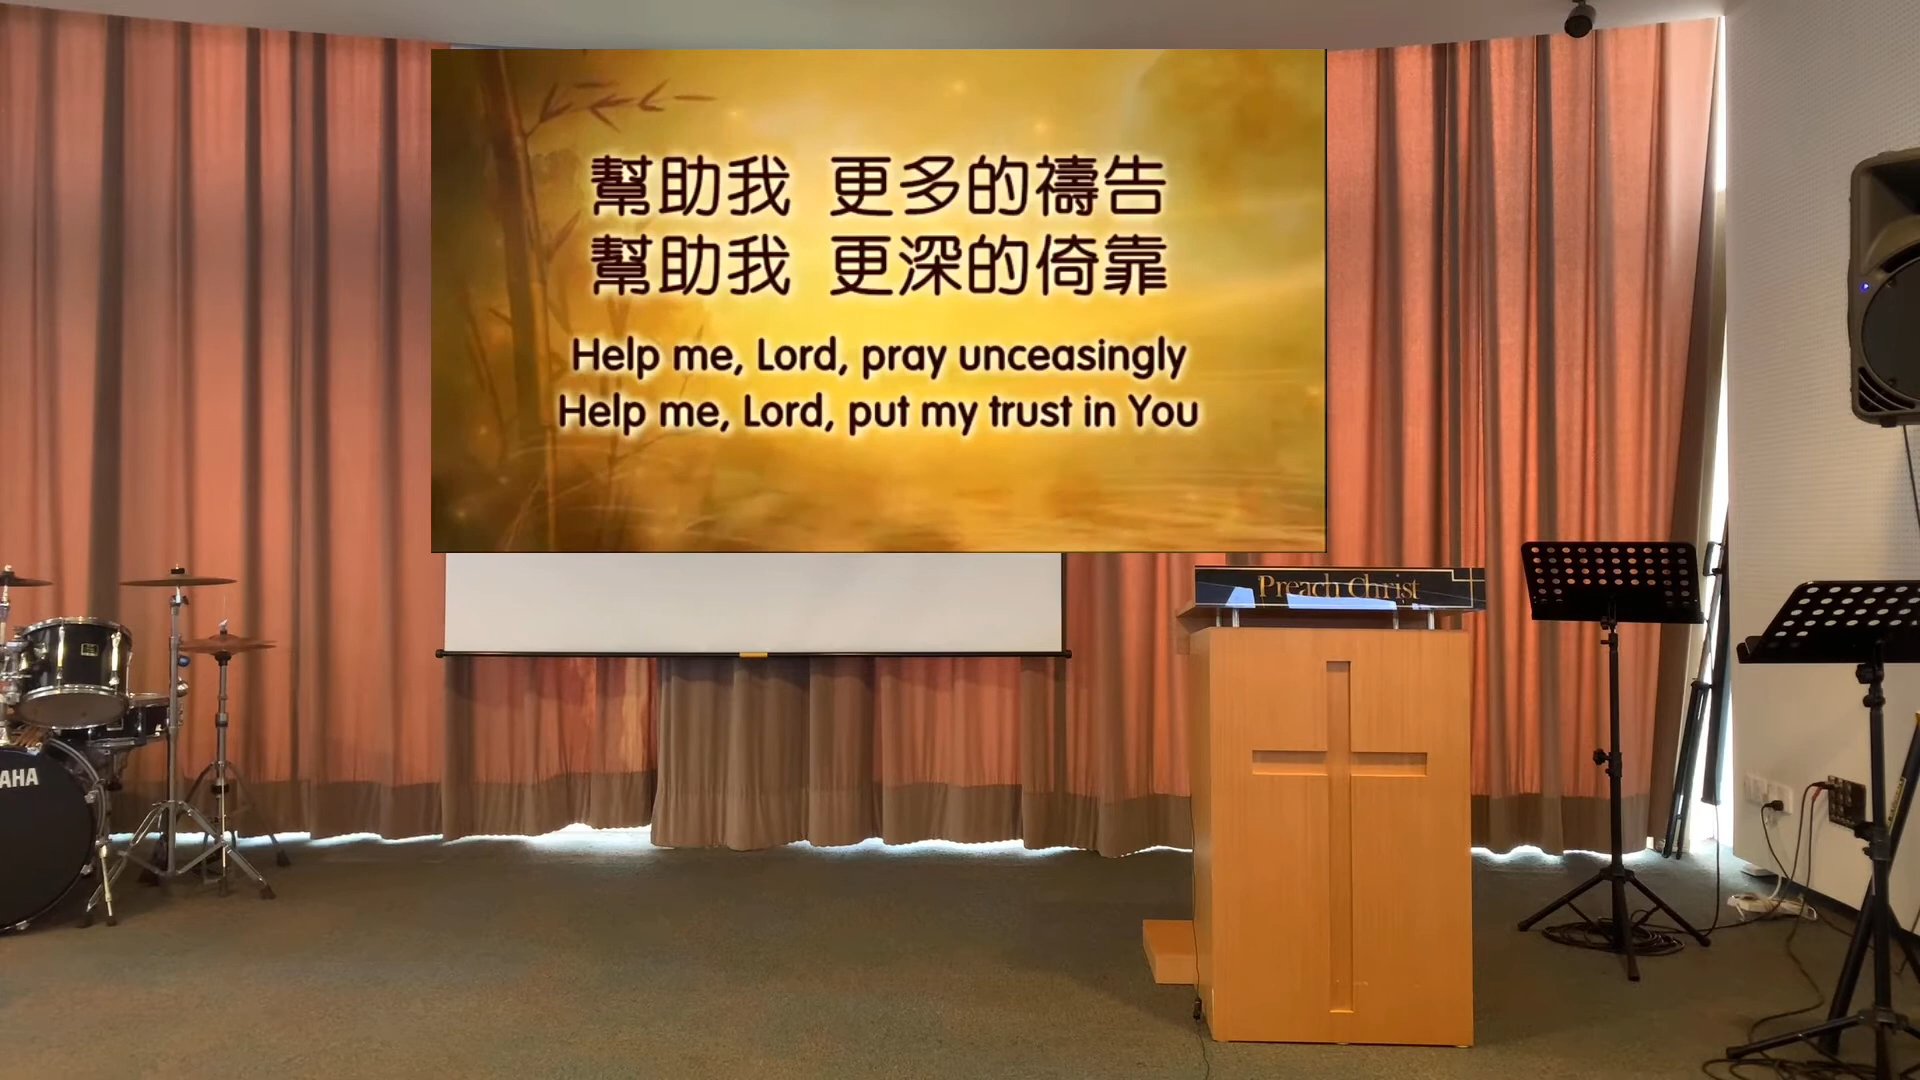 幫助我 更多的禱告
幫助我 更深的倚靠
Help me, Lord, pray unceasingly
Help me, Lord, put my trust in You
Preach Christ
AHA